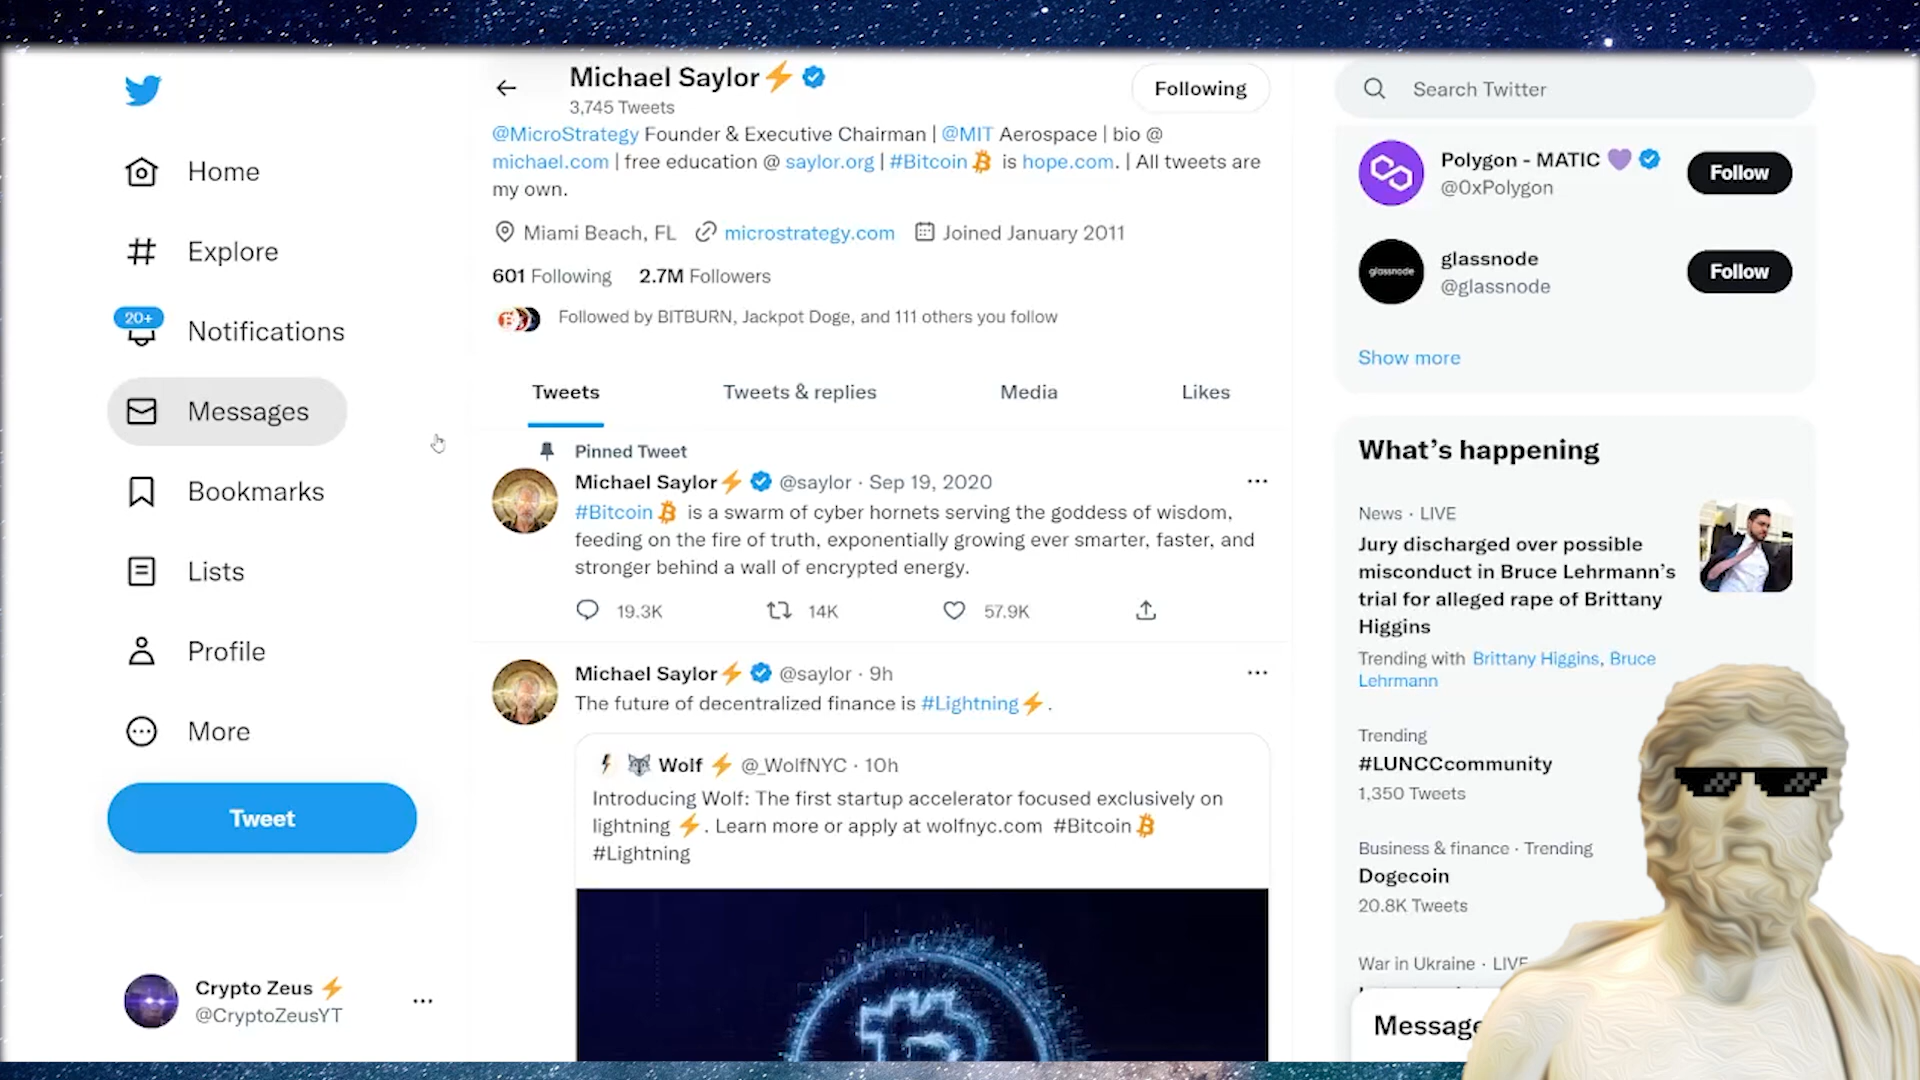 Home
Explore
20+
Notifications
Messages
Bookmarks
Lists
Profile
More
Tweet
Crypto Zeus
@CryptoZeusYT
Michael Saylor
3,745 Tweets
Following
@MicroStrategy Founder & Executive Chairman | @MIT Aerospace | bio @
michael.com | free education @ saylor.org | #Bitcoin is hope.com. | All tweets are
my own.
Miami Beach, FL microstrategy.com Joined January 2011
601 Following 2.7M Followers
Followed by BITBURN, Jackpot Doge, and 111 others you follow
Tweets Tweets & replies Media Likes
Pinned Tweet
Michael Saylor @saylor · Sep 19, 2020
#Bitcoin is a swarm of cyber hornets serving the goddess of wisdom,
feeding on the fire of truth, exponentially growing ever smarter, faster, and
stronger behind a wall of encrypted energy.
19.3K 14K 57.9K
Michael Saylor @saylor · 9h
The future of decentralized finance is #Lightning .
Wolf @_WolfNYC · 10h
Introducing Wolf: The first startup accelerator focused exclusively on
lightning . Learn more or apply at wolfnyc.com #Bitcoin
#Lightning
Search Twitter
Polygon - MATIC
@0xPolygon
Follow
glassnode
glassnode
@glassnode
Follow
Show more
What's happening
News · LIVE
Jury discharged over possible
misconduct in Bruce Lehrmann's
trial for alleged rape of Brittany
Higgins
Trending with Brittany Higgins, Bruce
Lehrmann
Trending
#LUNCCcommunity
1,350 Tweets
Business & finance · Trending
Dogecoin
20.8K Tweets
War in Ukraine · LIVE
Message